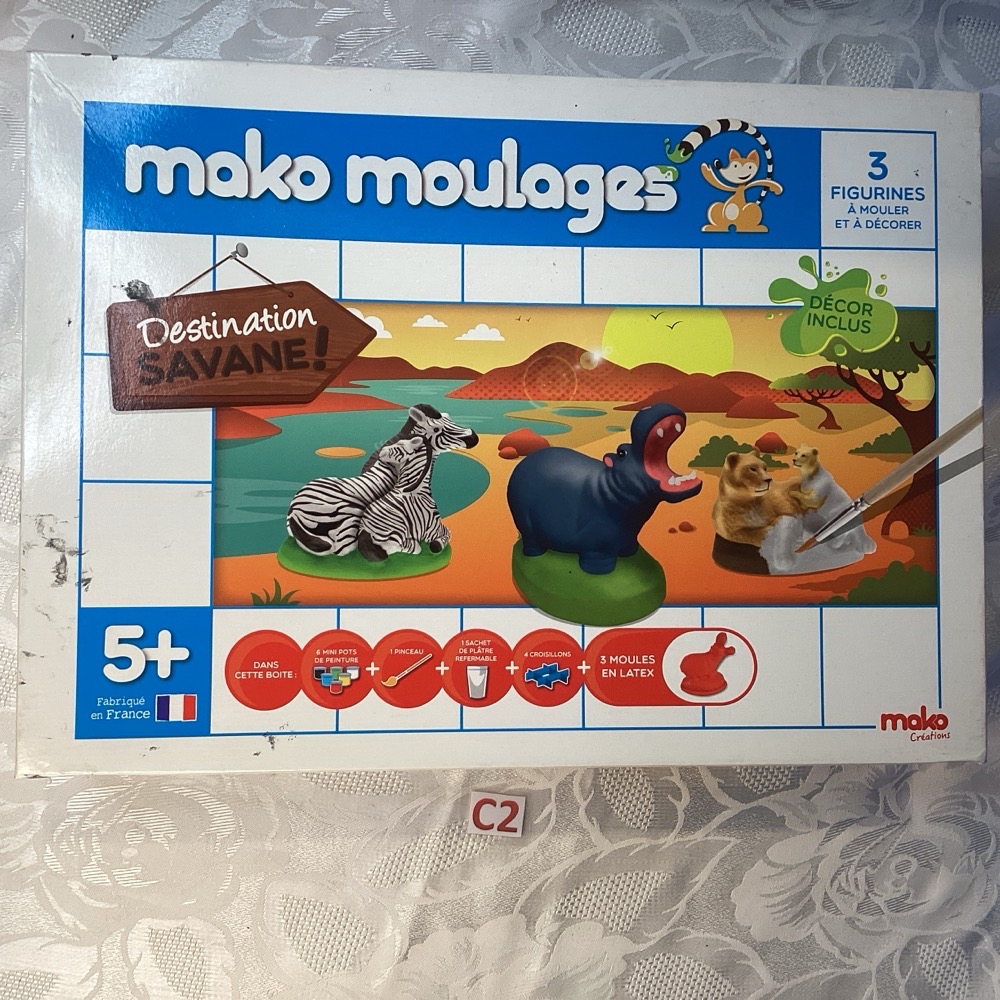 mako moulages
3
FIGURINES
À MOULER
ET À DÉCORER
Destination
SAVANE!
DÉCOR
INCLUS
5+
Fabriqué
en France
DANS
CETTE BOITE :
6 MINI POTS
DE PEINTURE
+
1 PINCEAU
+
1 SACHET
DE PLÂTRE
REFERMABLE
+
4 CROISILLONS
+
3 MOULES
EN LATEX
mako
Créations
C2